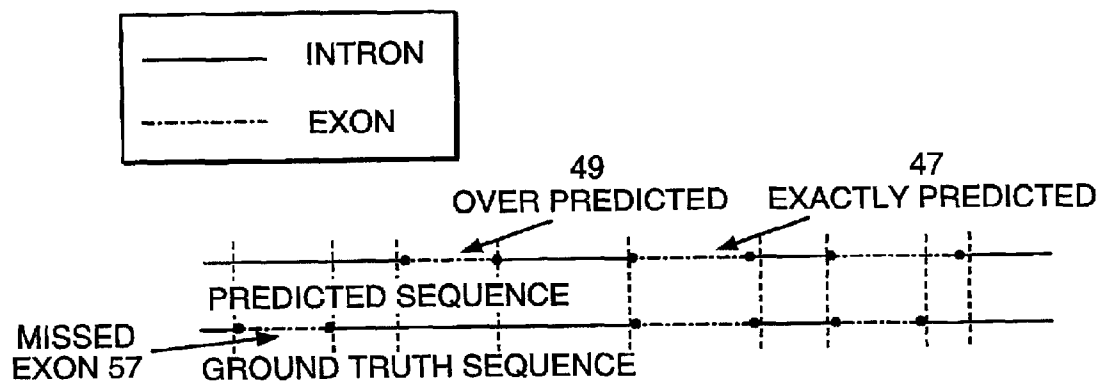 INTRON
EXON
49
OVER PREDICTED
47
EXACTLY PREDICTED
PREDICTED SEQUENCE
MISSED
EXON 57
GROUND TRUTH SEQUENCE